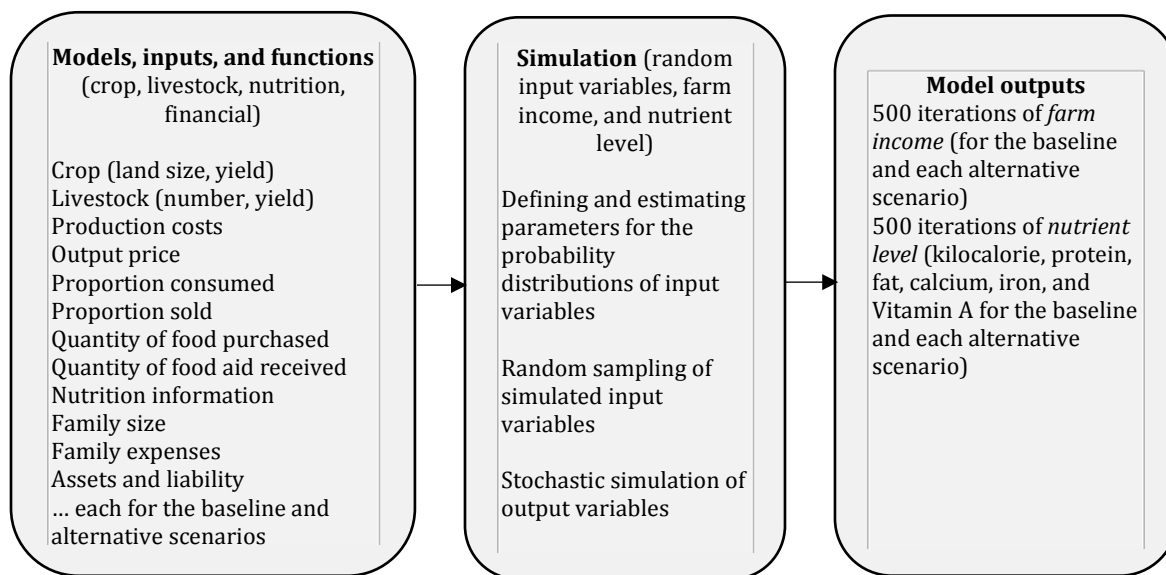 Models, inputs, and functions
(crop, livestock, nutrition,
financial)
Crop (land size, yield)
Livestock (number, yield)
Production costs
Output price
Proportion consumed
Proportion sold
Quantity of food purchased
Quantity of food aid received
Nutrition information
Family size
Family expenses
Assets and liability
… each for the baseline and
alternative scenarios
Simulation (random
input variables, farm
income, and nutrient
level)
Defining and estimating
parameters for the
probability
distributions of input
variables
Random sampling of
simulated input
variables
Stochastic simulation of
output variables
Model outputs
500 iterations of farm
income (for the baseline
and each alternative
scenario)
500 iterations of nutrient
level (kilocalorie, protein,
fat, calcium, iron, and
Vitamin A for the baseline
and each alternative
scenario)